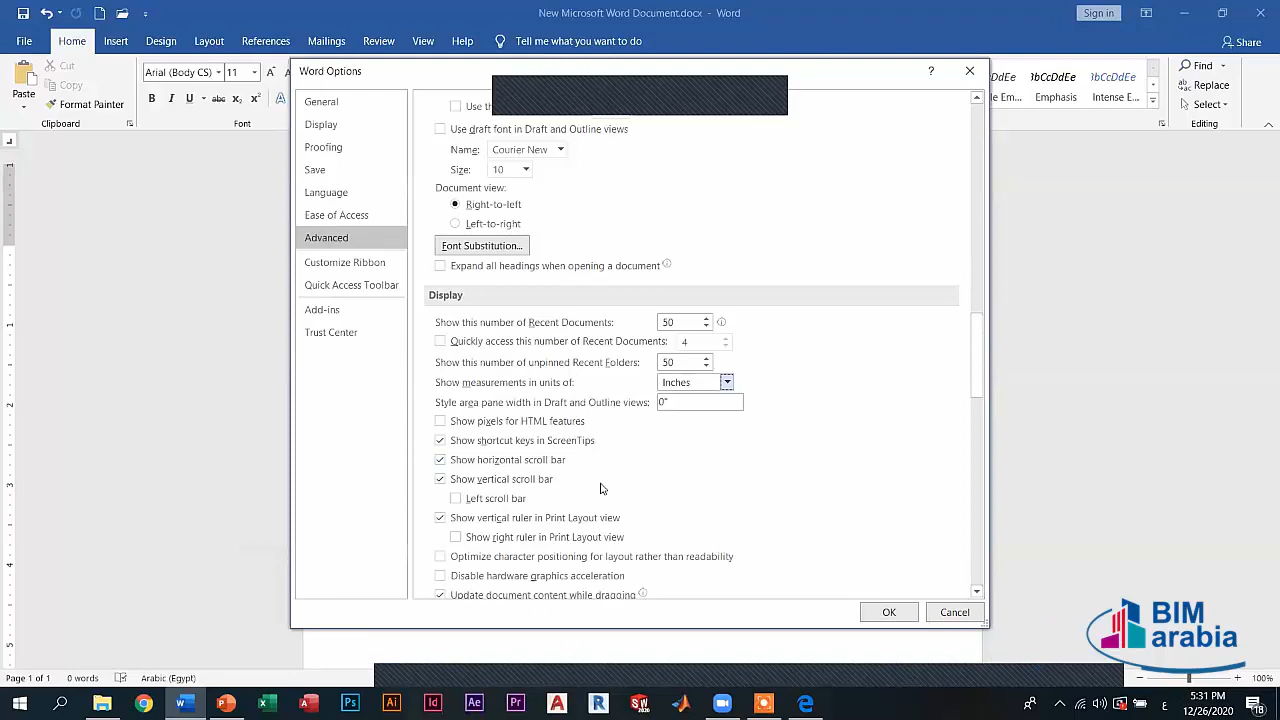 New Microsoft Word Document.docx - Word
Sign in
File Home Insert Design Layout References Mailings Review View Help Tell me what you want to do Share
Paste
Cut
Copy
Format Painter
Clipboard
Arial (Body CS) 11
B I U abc X₂ X² A
Font
AaBbCcDdEe AaBbCcDdEe
Emphasis Intense E...
Find
Replace
Select
Editing
Word Options
General
Display
Proofing
Save
Language
Ease of Access
Advanced
Customize Ribbon
Quick Access Toolbar
Add-ins
Trust Center
Use draft font in Draft and Outline views
Name: Courier New
Size: 10
Document view:
Right-to-left
Left-to-right
Font Substitution...
Expand all headings when opening a document
Display
Show this number of Recent Documents: 50
Quickly access this number of Recent Documents: 4
Show this number of unpinned Recent Folders: 50
Show measurements in units of: Inches
Style area pane width in Draft and Outline views: 0"
Show pixels for HTML features
Show shortcut keys in ScreenTips
Show horizontal scroll bar
Show vertical scroll bar
Left scroll bar
Show vertical ruler in Print Layout view
Show right ruler in Print Layout view
Optimize character positioning for layout rather than readability
Disable hardware graphics acceleration
Update document content while dragging
OK Cancel
BIM
arabia
Page 1 of 1 0 words Arabic (Egypt) 100%
5:31 PM
12/26/2020